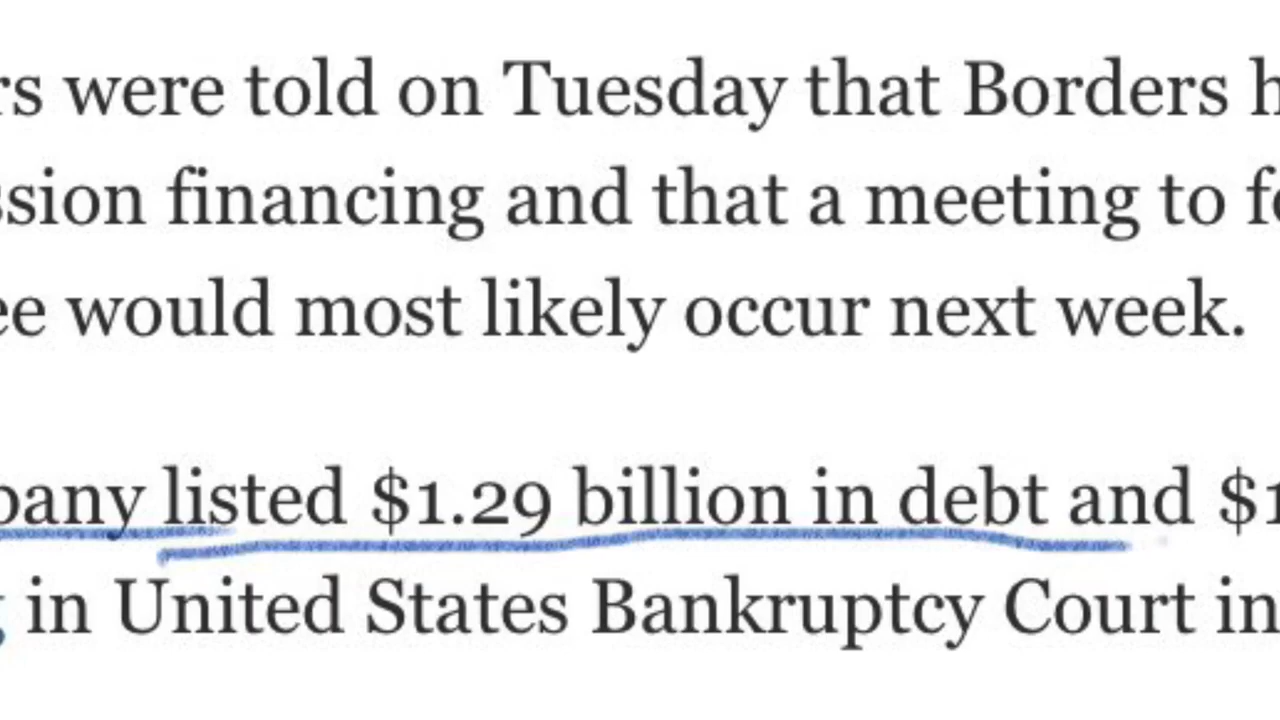 rs were told on Tuesday that Borders h
ssion financing and that a meeting to fo
ee would most likely occur next week.
pany listed $1.29 billion in debt and $1
in United States Bankruptcy Court in